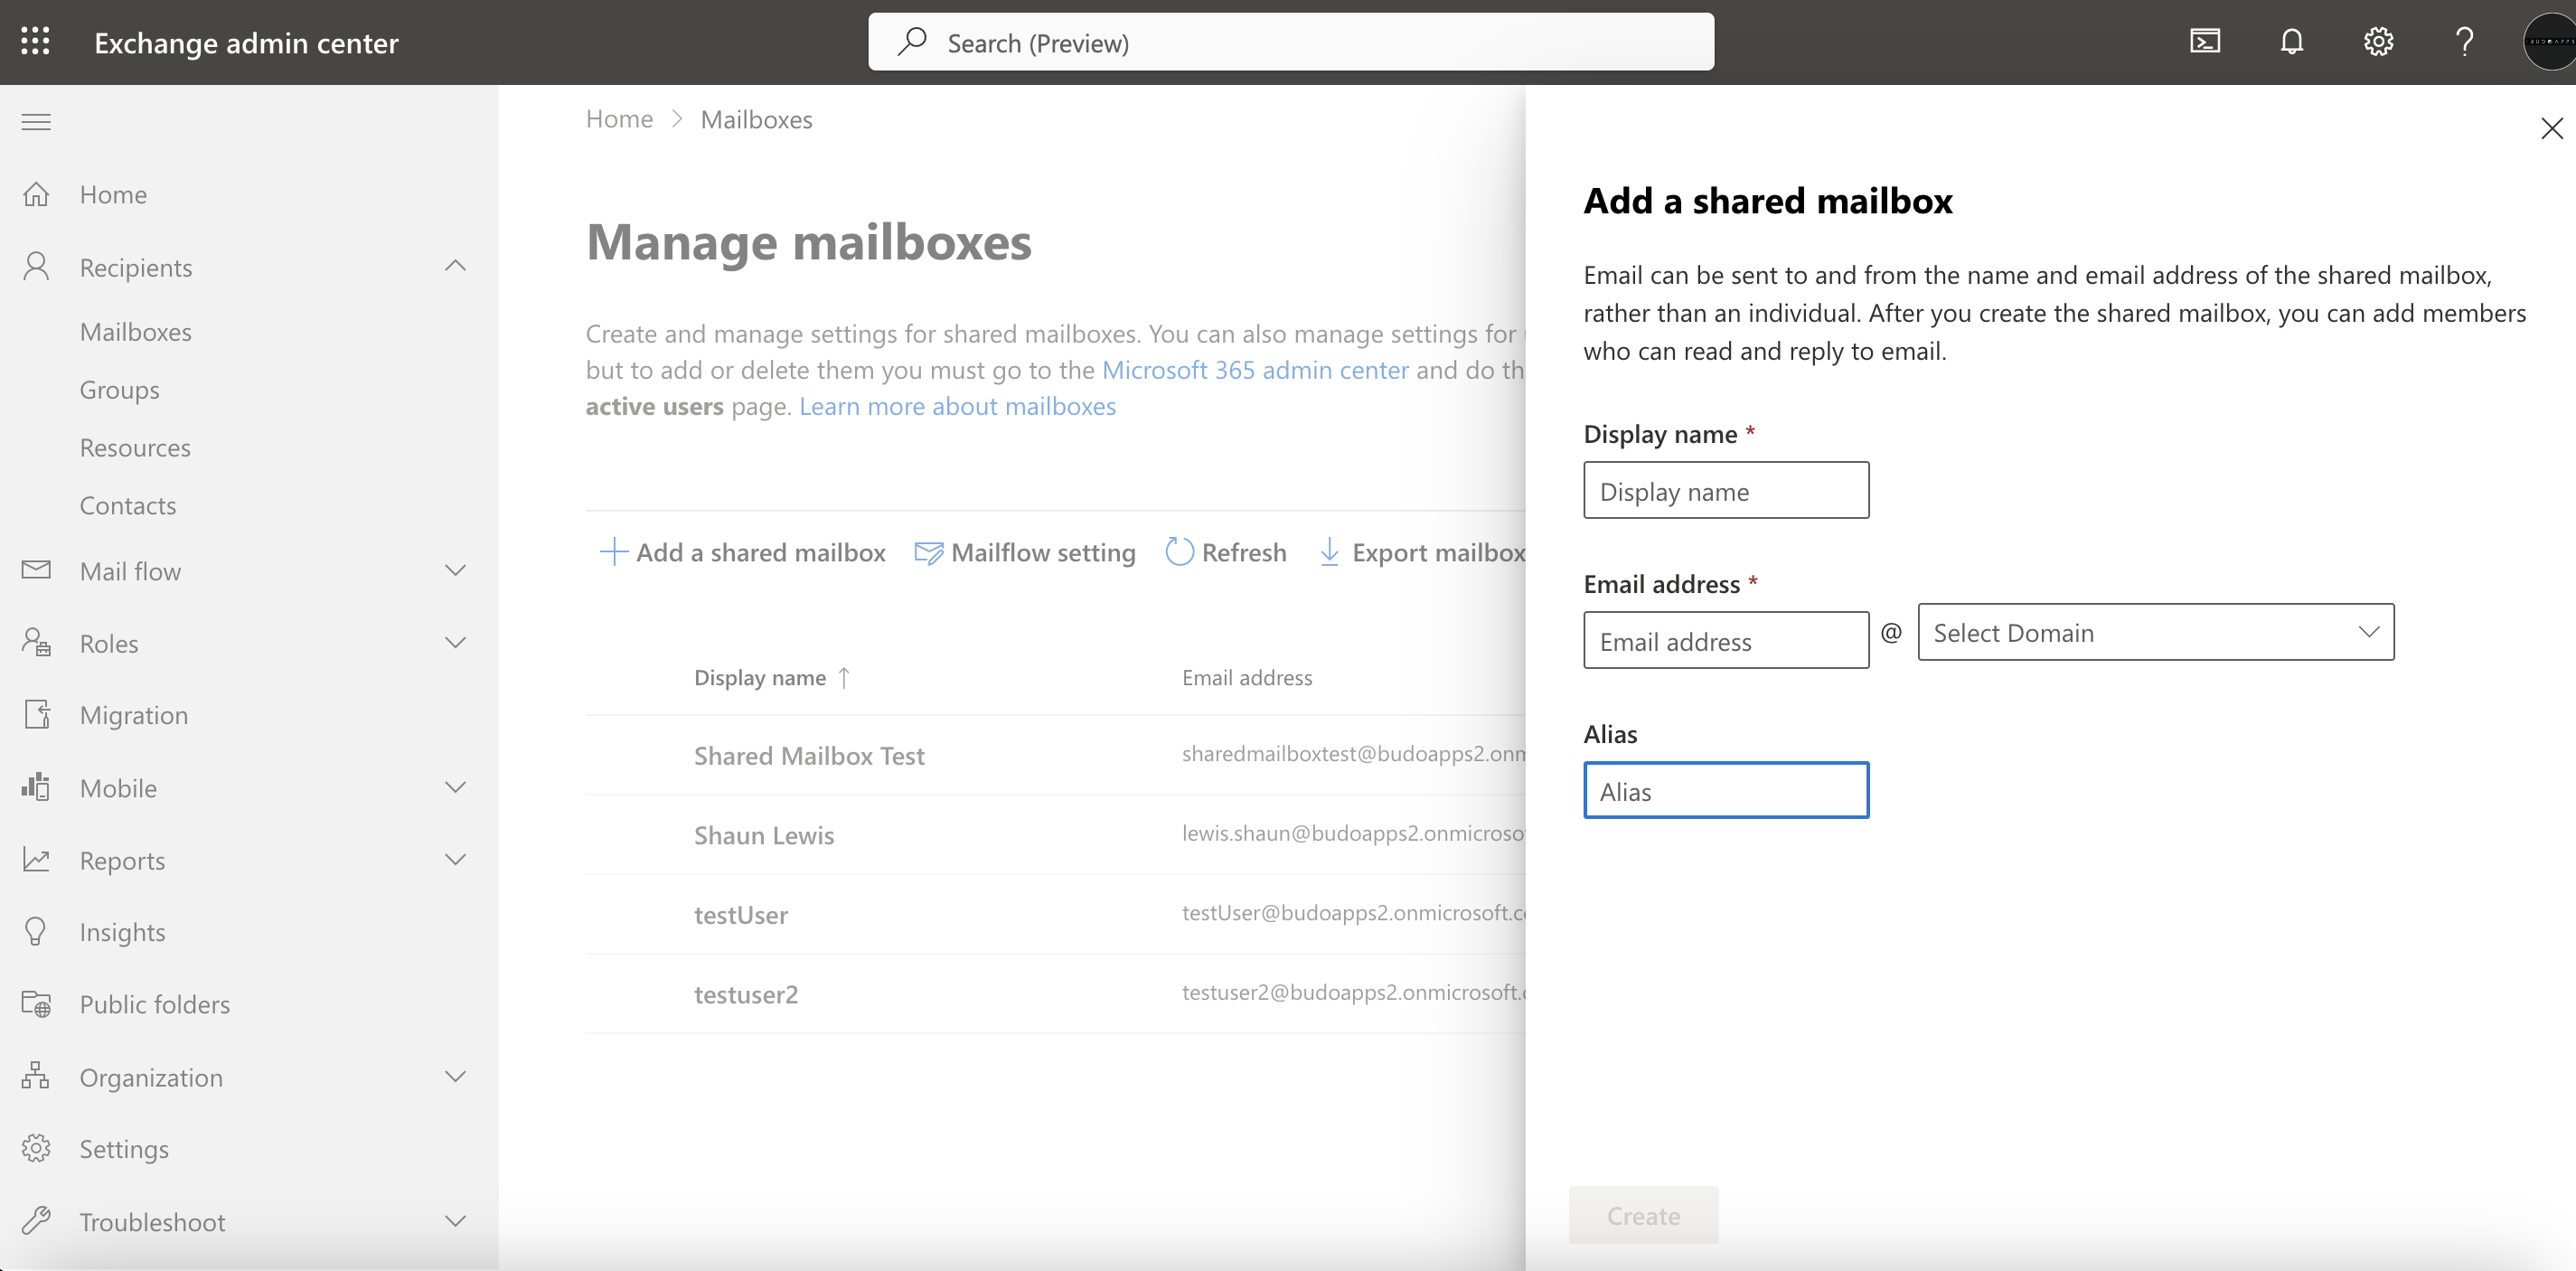 Exchange admin center
Search (Preview)
Home
Recipients
Mailboxes
Groups
Resources
Contacts
Mail flow
Roles
Migration
Mobile
Reports
Insights
Public folders
Organization
Settings
Troubleshoot
Home > Mailboxes
Manage mailboxes
Create and manage settings for shared mailboxes. You can also manage settings for
but to add or delete them you must go to the Microsoft 365 admin center and do th
active users page. Learn more about mailboxes
Add a shared mailbox Mailflow setting Refresh Export mailbox
Display name ↑ Email address
Shared Mailbox Test sharedmailboxtest@budoapps2.onm
Shaun Lewis lewis.shaun@budoapps2.onmicroso
testUser testUser@budoapps2.onmicrosoft.c
testuser2 testuser2@budoapps2.onmicrosoft.
Add a shared mailbox
Email can be sent to and from the name and email address of the shared mailbox,
rather than an individual. After you create the shared mailbox, you can add members
who can read and reply to email.
Display name *
Display name
Email address *
Email address @ Select Domain
Alias
Alias
Create